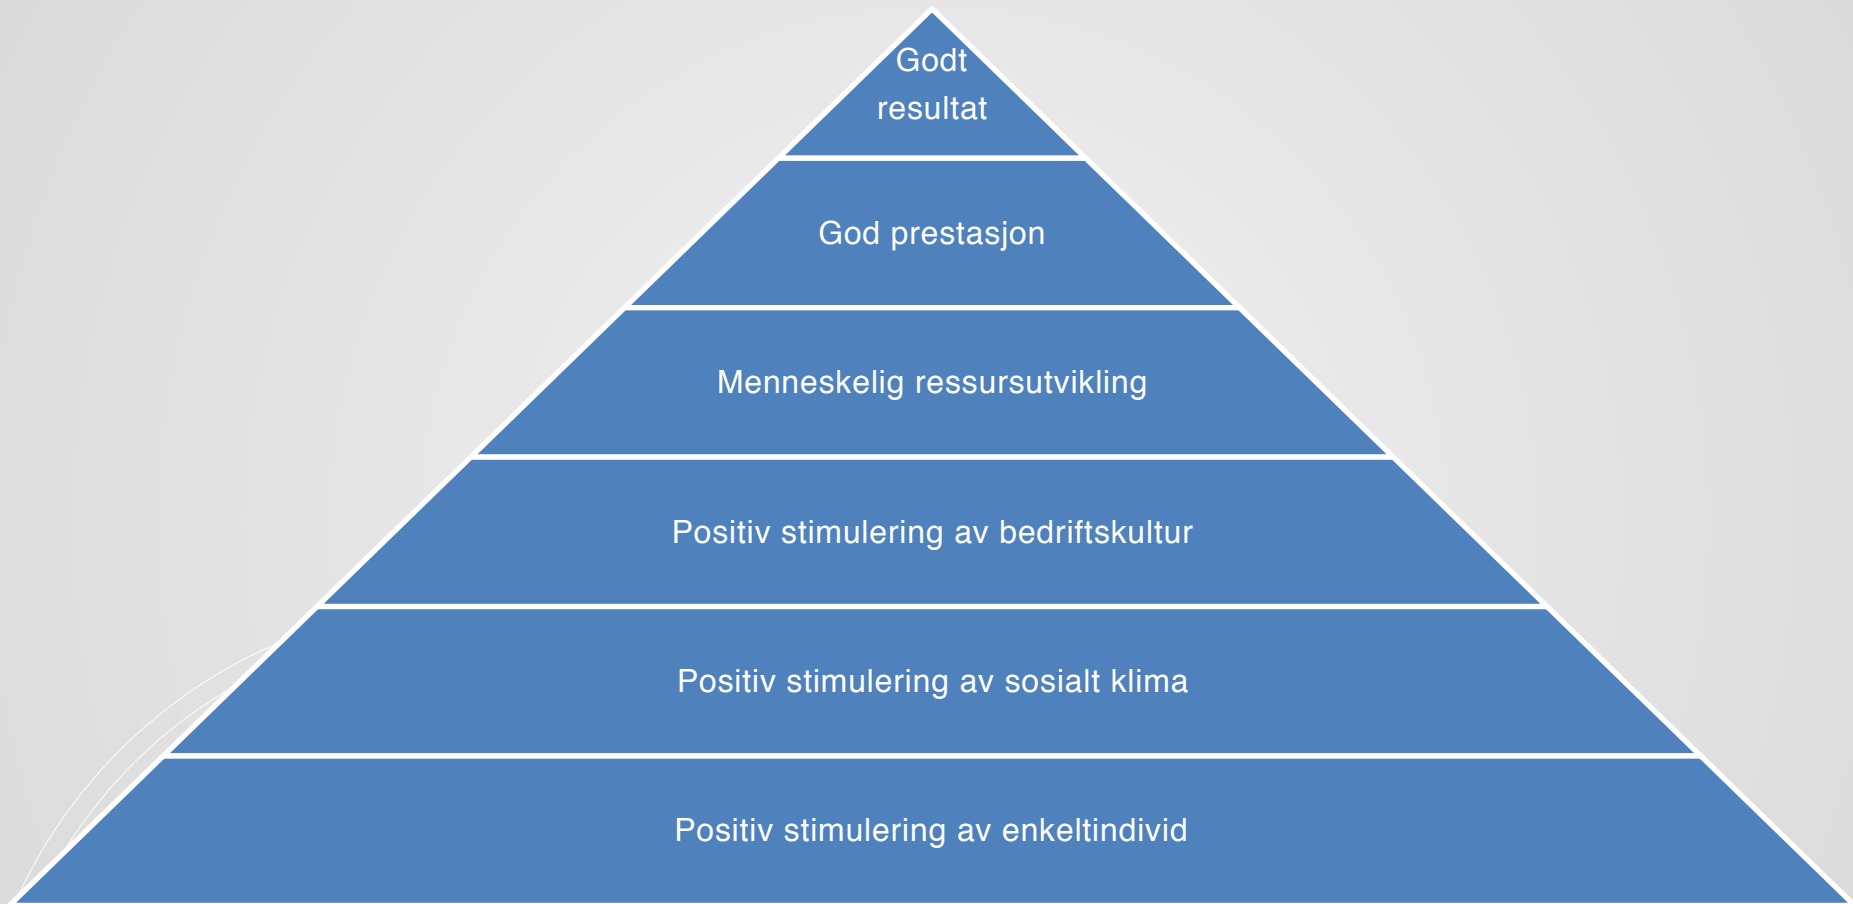 Godt
resultat
God prestasjon
Menneskelig ressursutvikling
Positiv stimulering av bedriftskultur
Positiv stimulering av sosialt klima
Positiv stimulering av enkeltindivid